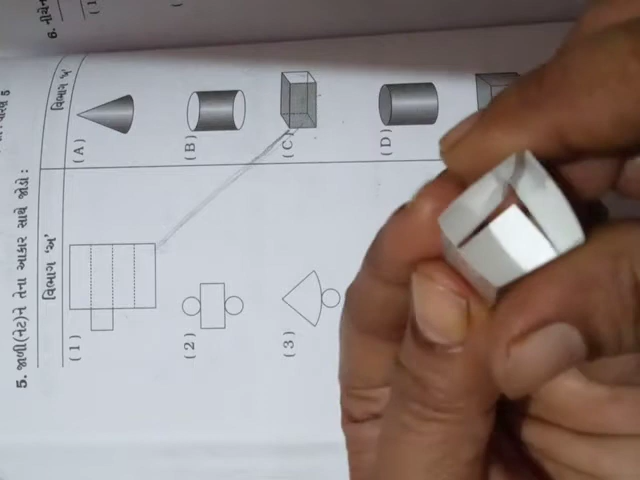 5. જાળી(નેટ)ને તેના આકાર સાથે જોડો :
વિભાગ 'અ'
વિભાગ 'બ'
(1)
(A)
(2)
(B)
(3)
(C)
(D)